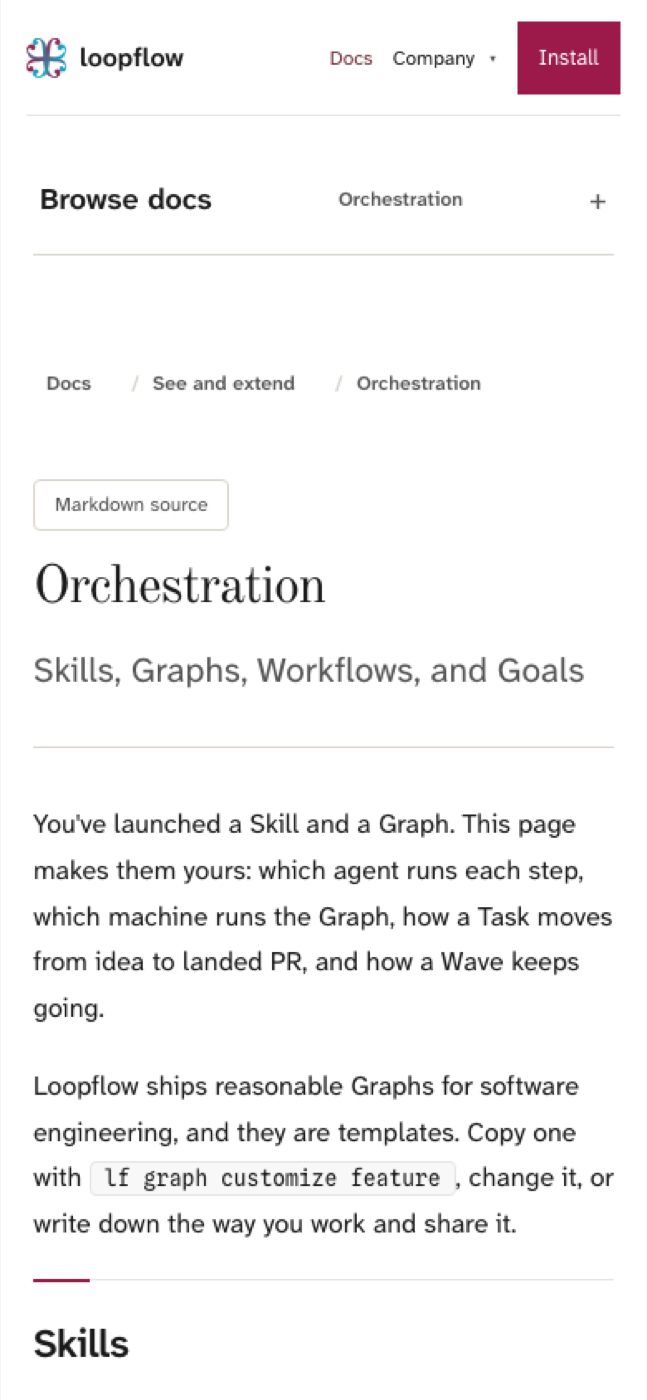 loopflow
Docs Company ▾ Install
Browse docs Orchestration +
Docs / See and extend / Orchestration
Markdown source
Orchestration
Skills, Graphs, Workflows, and Goals
You've launched a Skill and a Graph. This page
makes them yours: which agent runs each step,
which machine runs the Graph, how a Task moves
from idea to landed PR, and how a Wave keeps
going.
Loopflow ships reasonable Graphs for software
engineering, and they are templates. Copy one
with lf graph customize feature , change it, or
write down the way you work and share it.
Skills